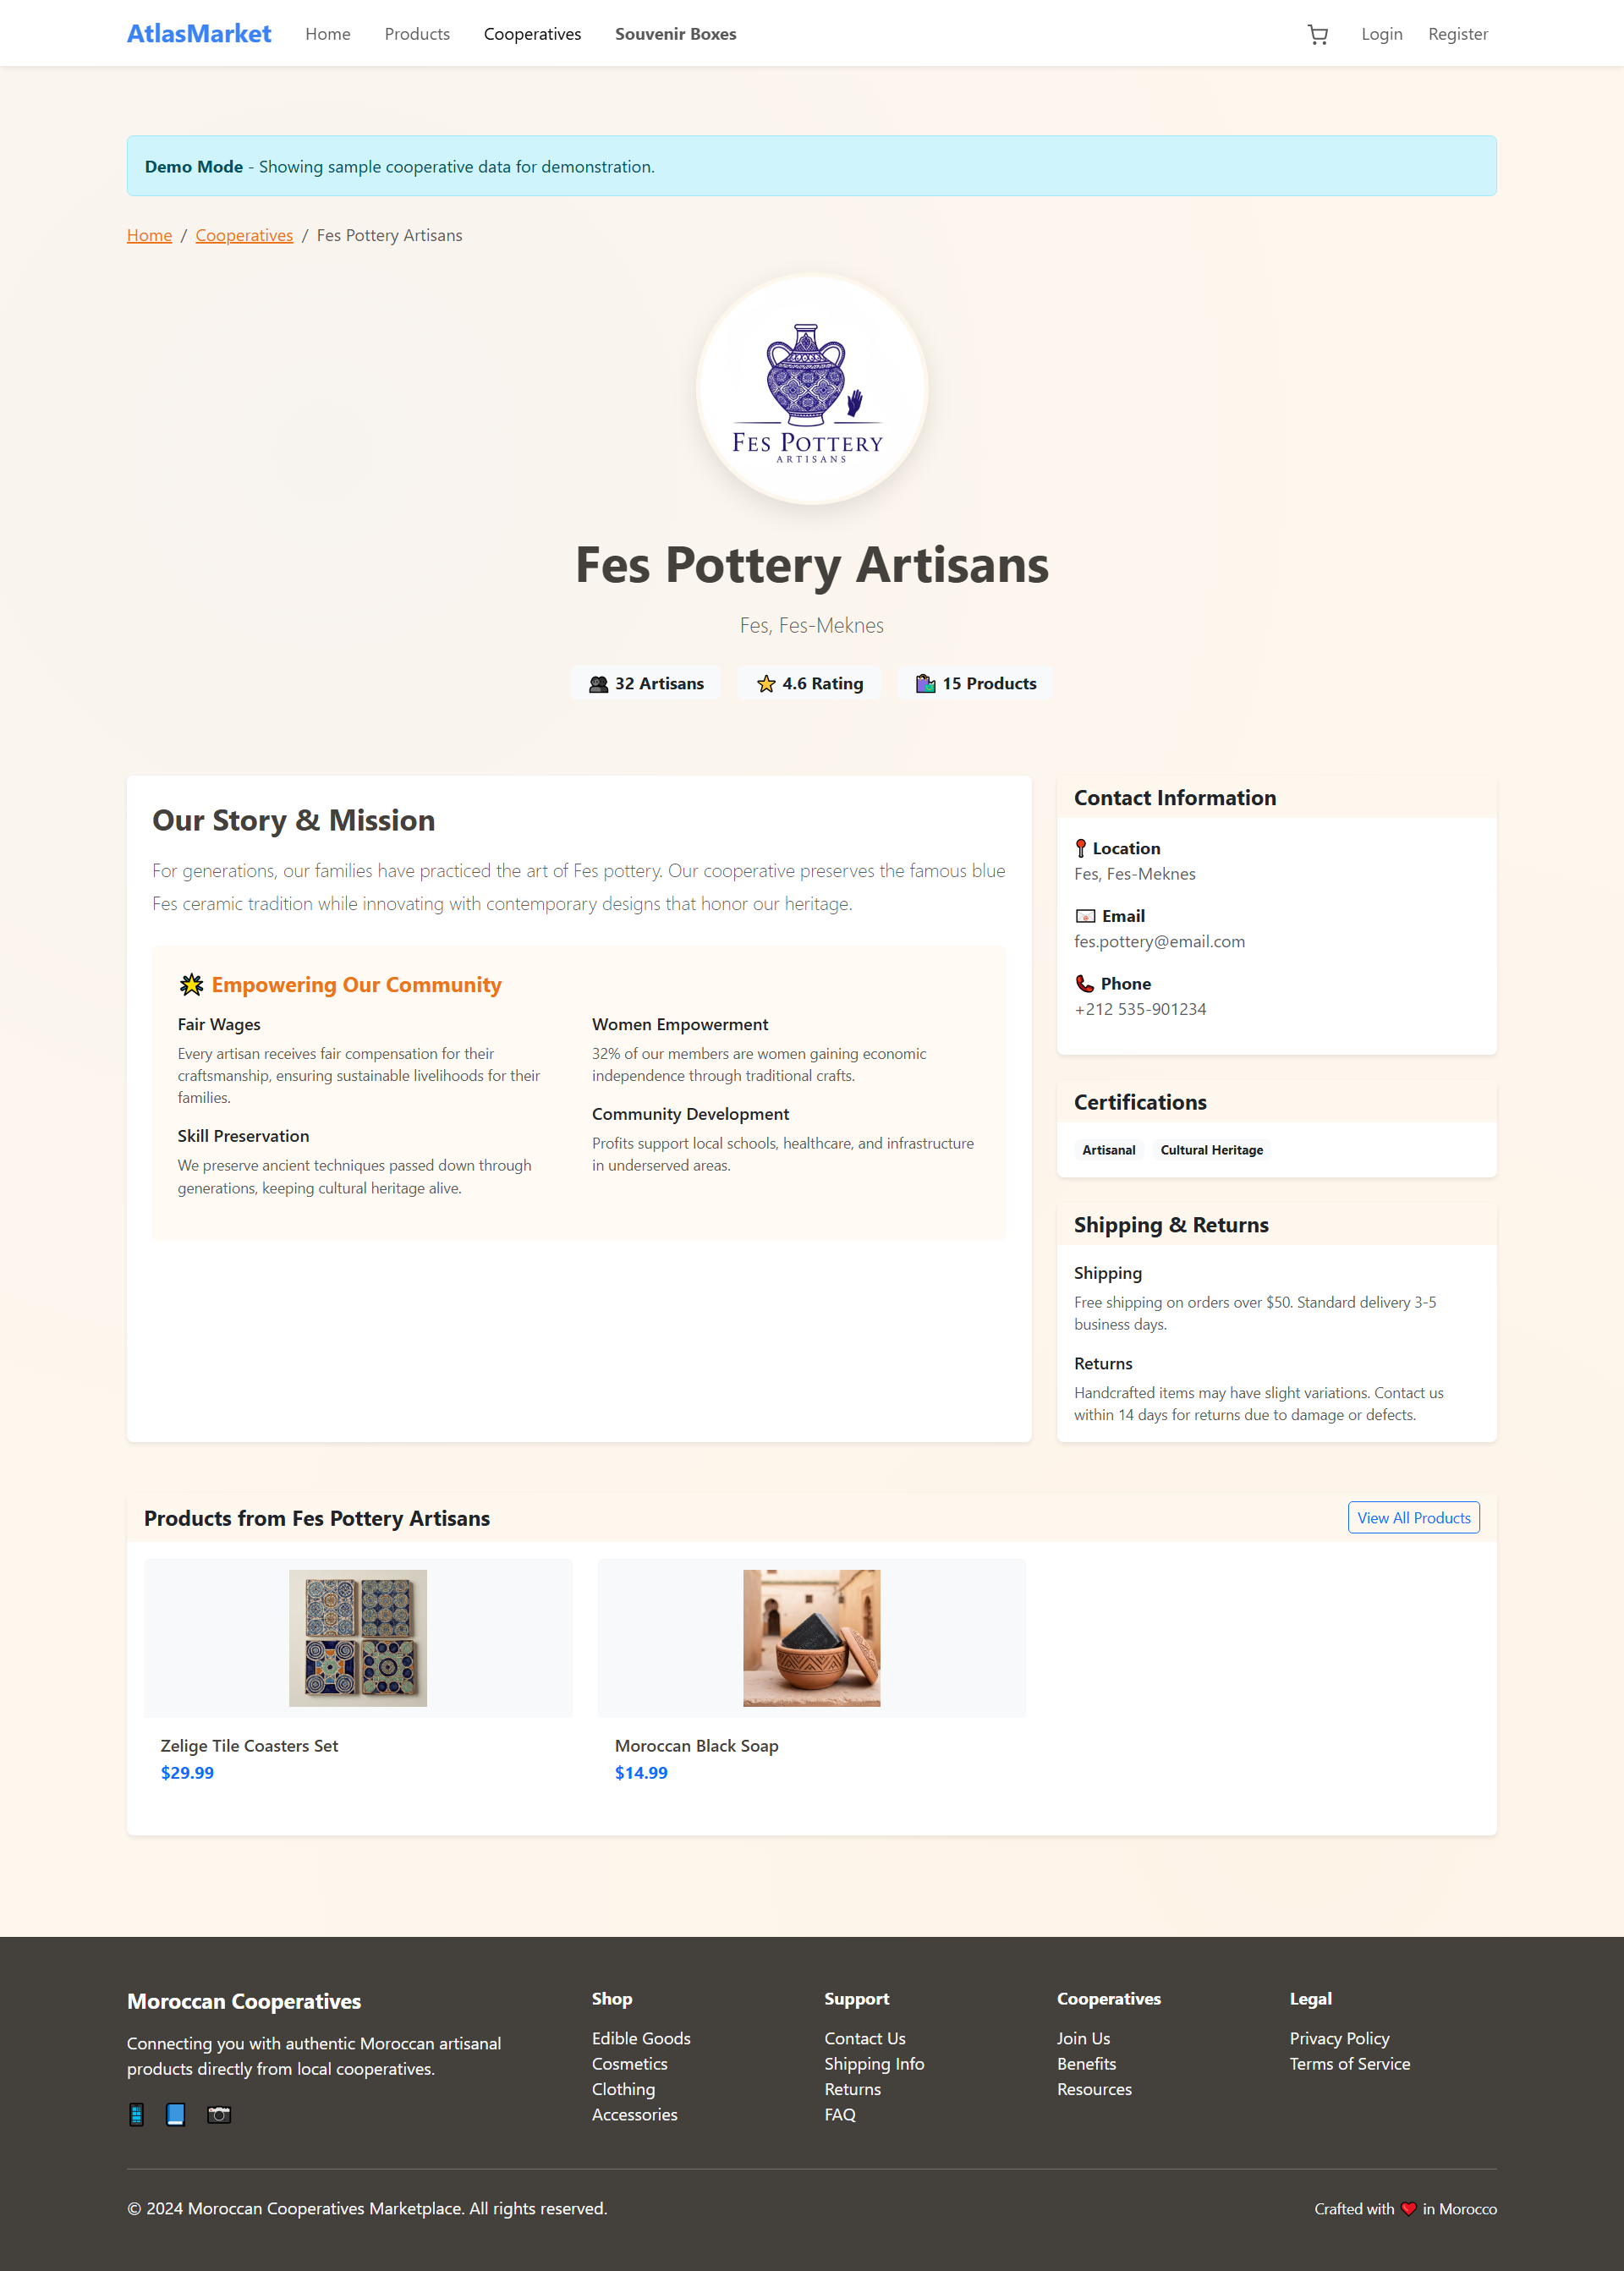 AtlasMarket Home Products Cooperatives Souvenir Boxes Login Register
Demo Mode - Showing sample cooperative data for demonstration.
Home / Cooperatives / Fes Pottery Artisans
FES POTTERY
ARTISANS
Fes Pottery Artisans
Fes, Fes-Meknes
32 Artisans
4.6 Rating
15 Products
Our Story & Mission
For generations, our families have practiced the art of Fes pottery. Our cooperative preserves the famous blue
Fes ceramic tradition while innovating with contemporary designs that honor our heritage.
Empowering Our Community
Fair Wages
Every artisan receives fair compensation for their
craftsmanship, ensuring sustainable livelihoods for their
families.
Skill Preservation
We preserve ancient techniques passed down through
generations, keeping cultural heritage alive.
Women Empowerment
32% of our members are women gaining economic
independence through traditional crafts.
Community Development
Profits support local schools, healthcare, and infrastructure
in underserved areas.
Contact Information
Location
Fes, Fes-Meknes
Email
fes.pottery@email.com
Phone
+212 535-901234
Certifications
Artisanal Cultural Heritage
Shipping & Returns
Shipping
Free shipping on orders over $50. Standard delivery 3-5
business days.
Returns
Handcrafted items may have slight variations. Contact us
within 14 days for returns due to damage or defects.
Products from Fes Pottery Artisans
View All Products
Zelige Tile Coasters Set
$29.99
Moroccan Black Soap
$14.99
Moroccan Cooperatives
Connecting you with authentic Moroccan artisanal
products directly from local cooperatives.
Shop
Edible Goods
Cosmetics
Clothing
Accessories
Support
Contact Us
Shipping Info
Returns
FAQ
Cooperatives
Join Us
Benefits
Resources
Legal
Privacy Policy
Terms of Service
© 2024 Moroccan Cooperatives Marketplace. All rights reserved.
Crafted with ❤️ in Morocco